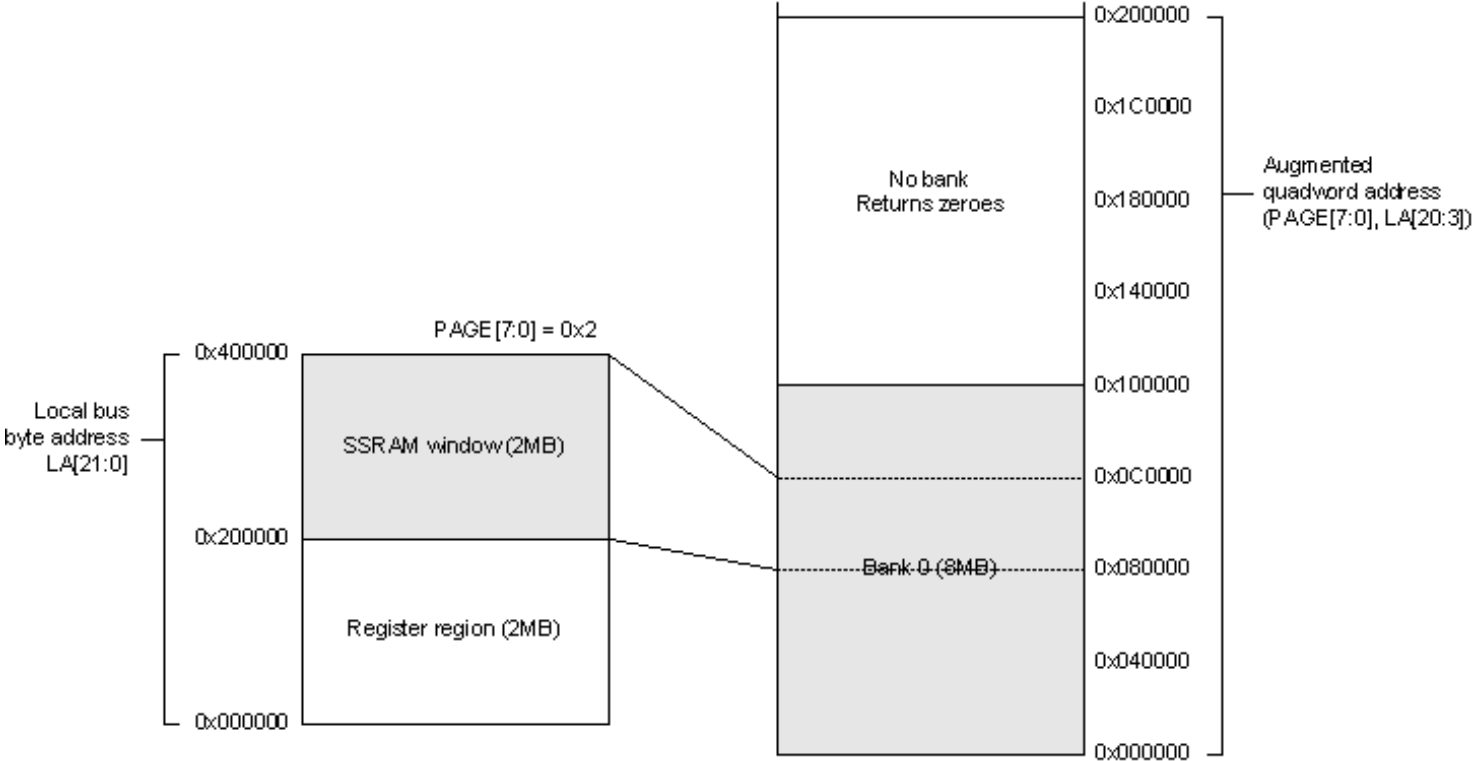 0x200000
0x1C0000
No bank
Returns zeroes
0x180000
Augmented
quadword address
(PAGE[7:0], LA[20:3])
0x140000
PAGE[7:0] = 0x2
0x400000
0x100000
Local bus
byte address
LA[21:0]
SSRAM window (2MB)
0x0C0000
0x200000
Bank 0 (8MB)
0x080000
Register region (2MB)
0x040000
0x000000
0x000000